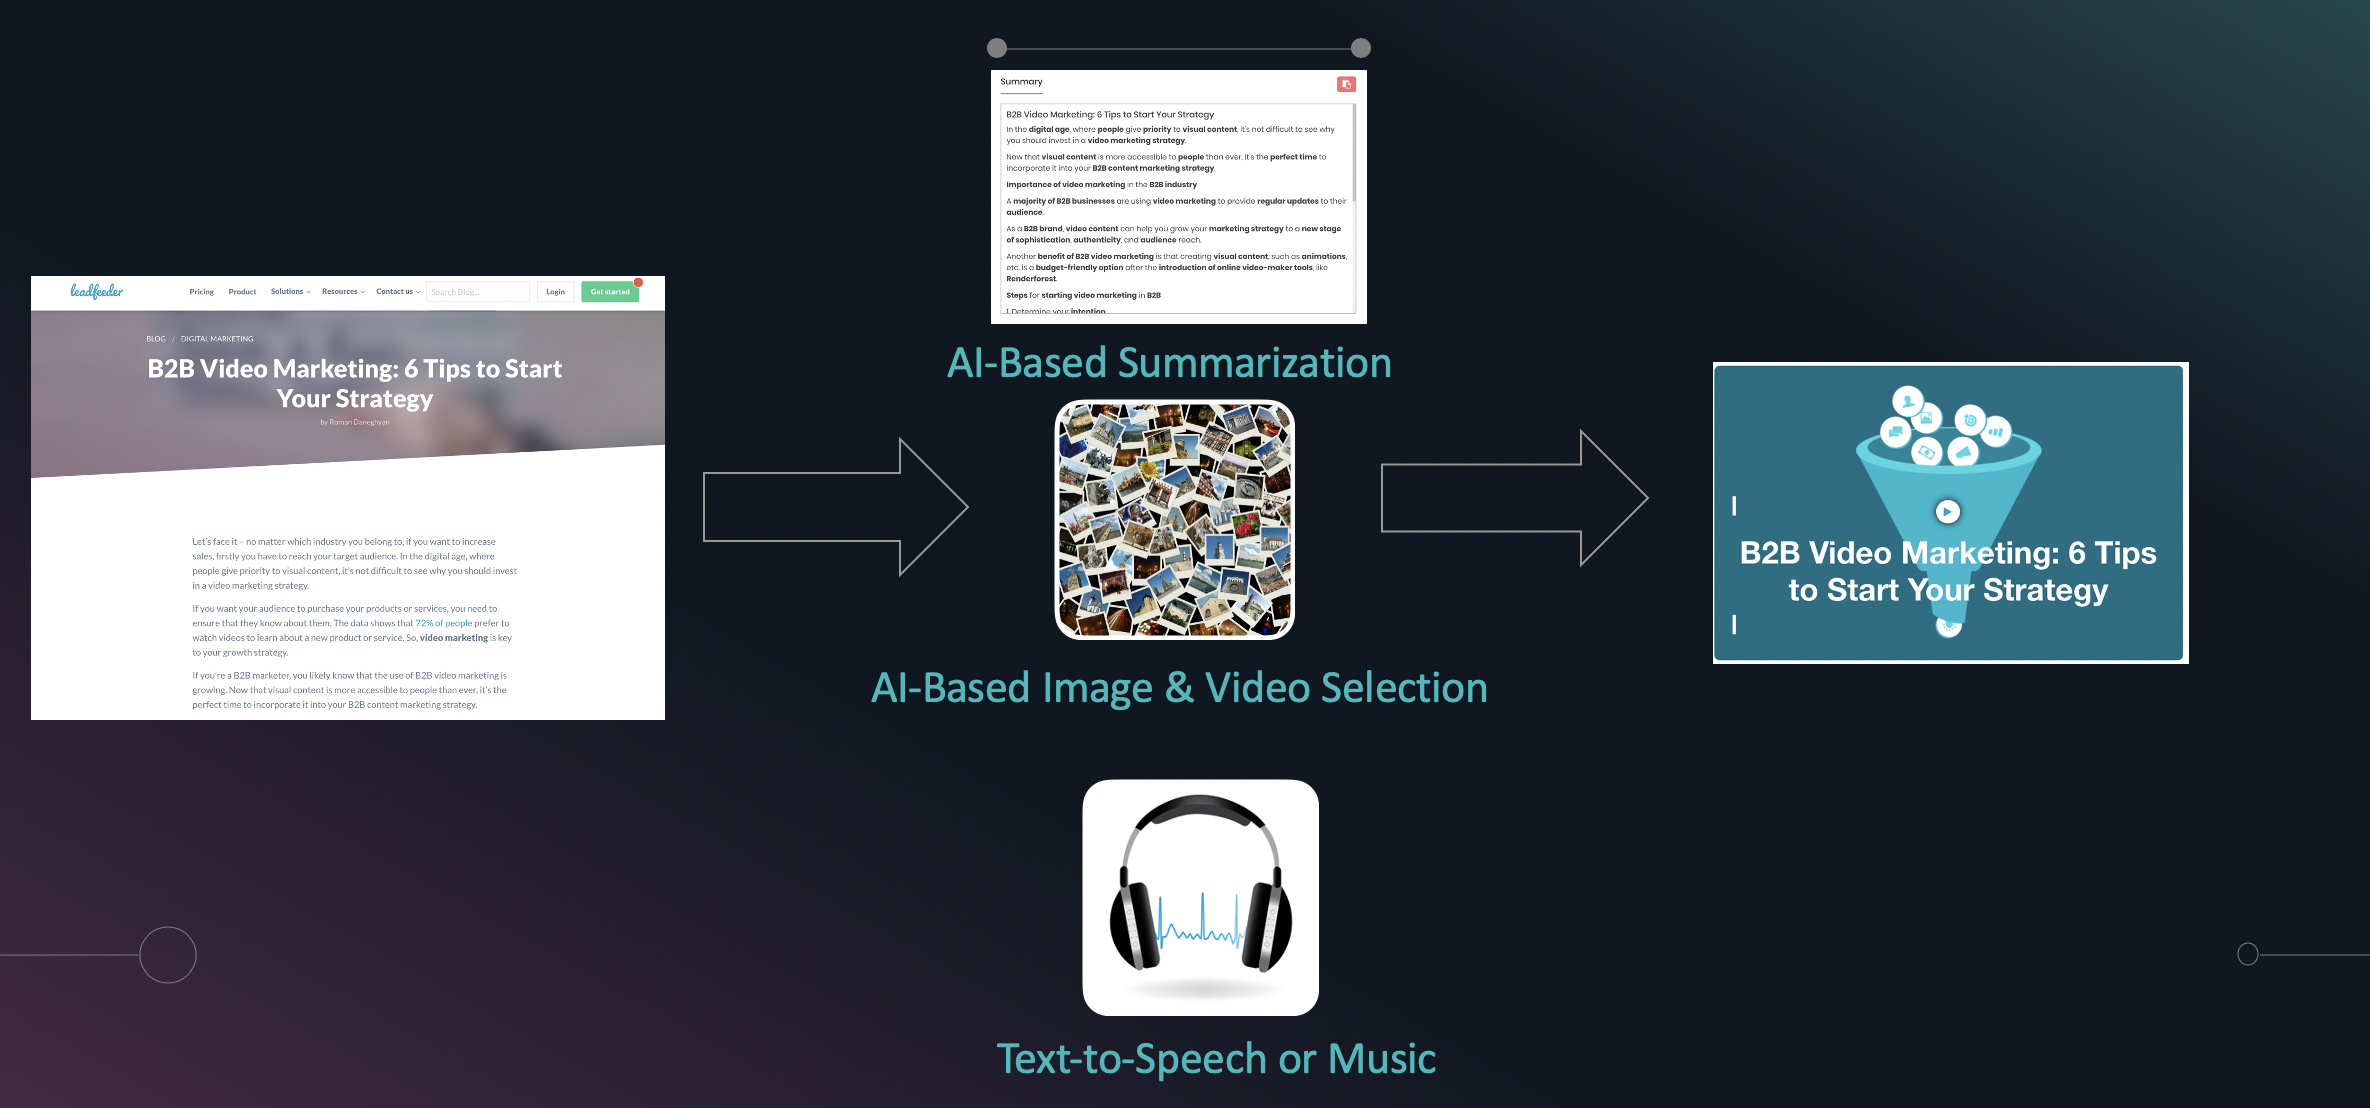 leadfeeder
Pricing Product Solutions Resources Contact us Search Blog... Login Get started
BLOG / DIGITAL MARKETING
B2B Video Marketing: 6 Tips to Start
Your Strategy
by Roman Daneghyan
Let's face it – no matter which industry you belong to, if you want to increase
sales, firstly you have to reach your target audience. In the digital age, where
people give priority to visual content, it's not difficult to see why you should invest
in a video marketing strategy.
If you want your audience to purchase your products or services, you need to
ensure that they know about them. The data shows that 72% of people prefer to
watch videos to learn about a new product or service. So, video marketing is key
to your growth strategy.
If you're a B2B marketer, you likely know that the use of B2B video marketing is
growing. Now that visual content is more accessible to people than ever, it's the
perfect time to incorporate it into your B2B content marketing strategy.
Summary
B2B Video Marketing: 6 Tips to Start Your Strategy
In the digital age, where people give priority to visual content, it's not difficult to see why
you should invest in a video marketing strategy.
Now that visual content is more accessible to people than ever, it's the perfect time to
incorporate it into your B2B content marketing strategy.
Importance of video marketing in the B2B industry
A majority of B2B businesses are using video marketing to provide regular updates to their
audience.
As a B2B brand, video content can help you grow your marketing strategy to a new stage
of sophistication, authenticity, and audience reach.
Another benefit of B2B video marketing is that creating visual content, such as animations,
etc. is a budget-friendly option after the introduction of online video-maker tools, like
Renderforest.
Steps for starting video marketing in B2B
1. Determine your intention
AI-Based Summarization
AI-Based Image & Video Selection
Text-to-Speech or Music
B2B Video Marketing: 6 Tips
to Start Your Strategy